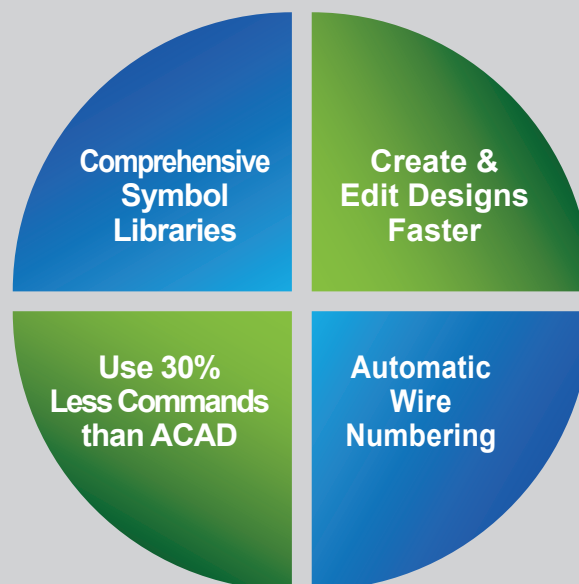 Comprehensive
Symbol
Libraries
Create &
Edit Designs
Faster
Use 30%
Less Commands
than ACAD
Automatic
Wire
Numbering